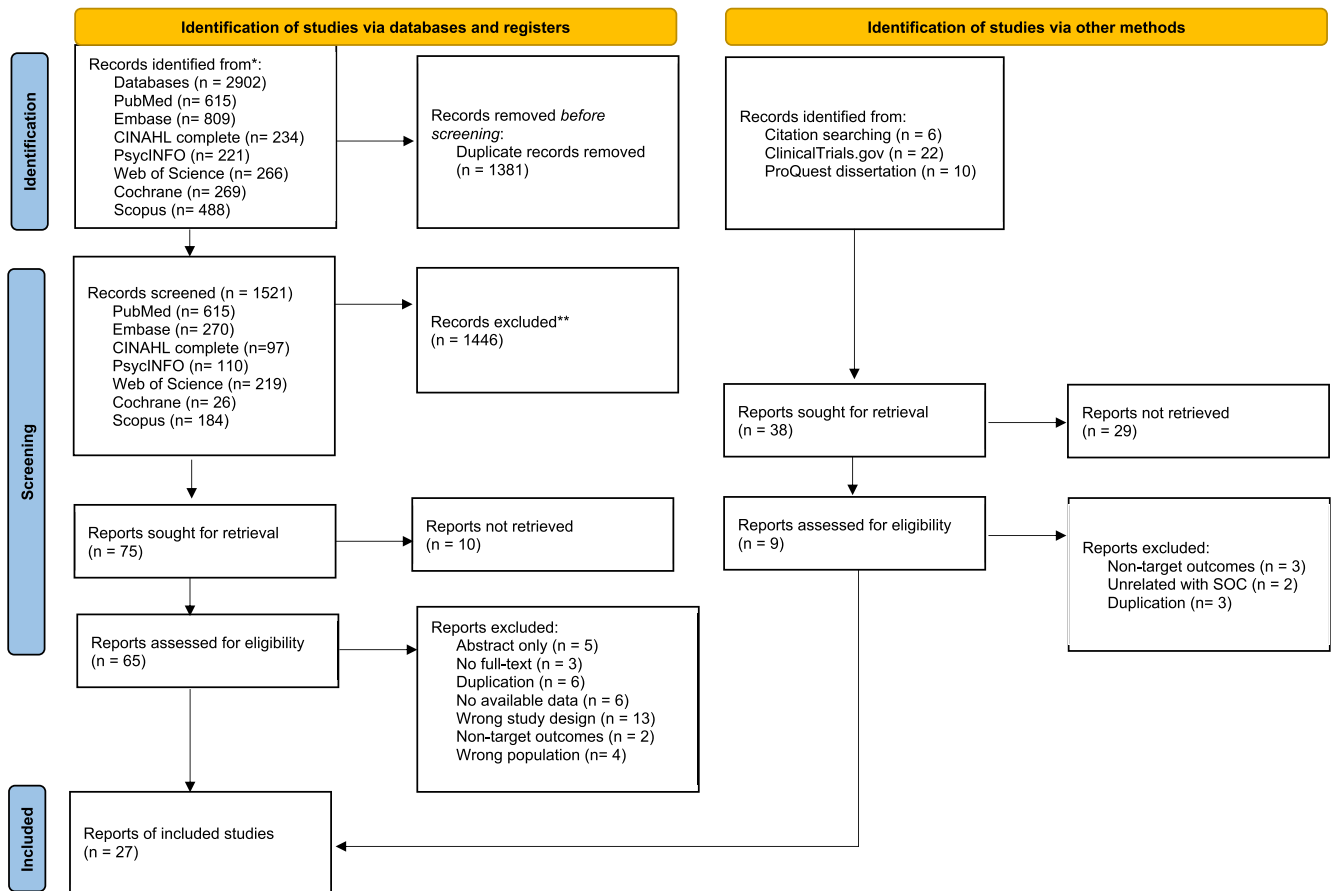 Identification of studies via databases and registers
Identification of studies via other methods
Identification
Records identified from*:
Databases (n = 2902)
PubMed (n= 615)
Embase (n= 809)
CINAHL complete (n= 234)
PsycINFO (n= 221)
Web of Science (n= 266)
Cochrane (n= 269)
Scopus (n= 488)
Records removed before
screening:
Duplicate records removed
(n = 1381)
Records identified from:
Citation searching (n = 6)
ClinicalTrials.gov (n = 22)
ProQuest dissertation (n = 10)
Screening
Records screened (n = 1521)
PubMed (n= 615)
Embase (n= 270)
CINAHL complete (n=97)
PsycINFO (n= 110)
Web of Science (n= 219)
Cochrane (n= 26)
Scopus (n= 184)
Records excluded**
(n = 1446)
Reports sought for retrieval
(n = 75)
Reports not retrieved
(n = 10)
Reports assessed for eligibility
(n = 65)
Reports excluded:
Abstract only (n = 5)
No full-text (n = 3)
Duplication (n = 6)
No available data (n = 6)
Wrong study design (n = 13)
Non-target outcomes (n = 2)
Wrong population (n= 4)
Reports sought for retrieval
(n = 38)
Reports not retrieved
(n = 29)
Reports assessed for eligibility
(n = 9)
Reports excluded:
Non-target outcomes (n = 3)
Unrelated with SOC (n = 2)
Duplication (n= 3)
Included
Reports of included studies
(n = 27)